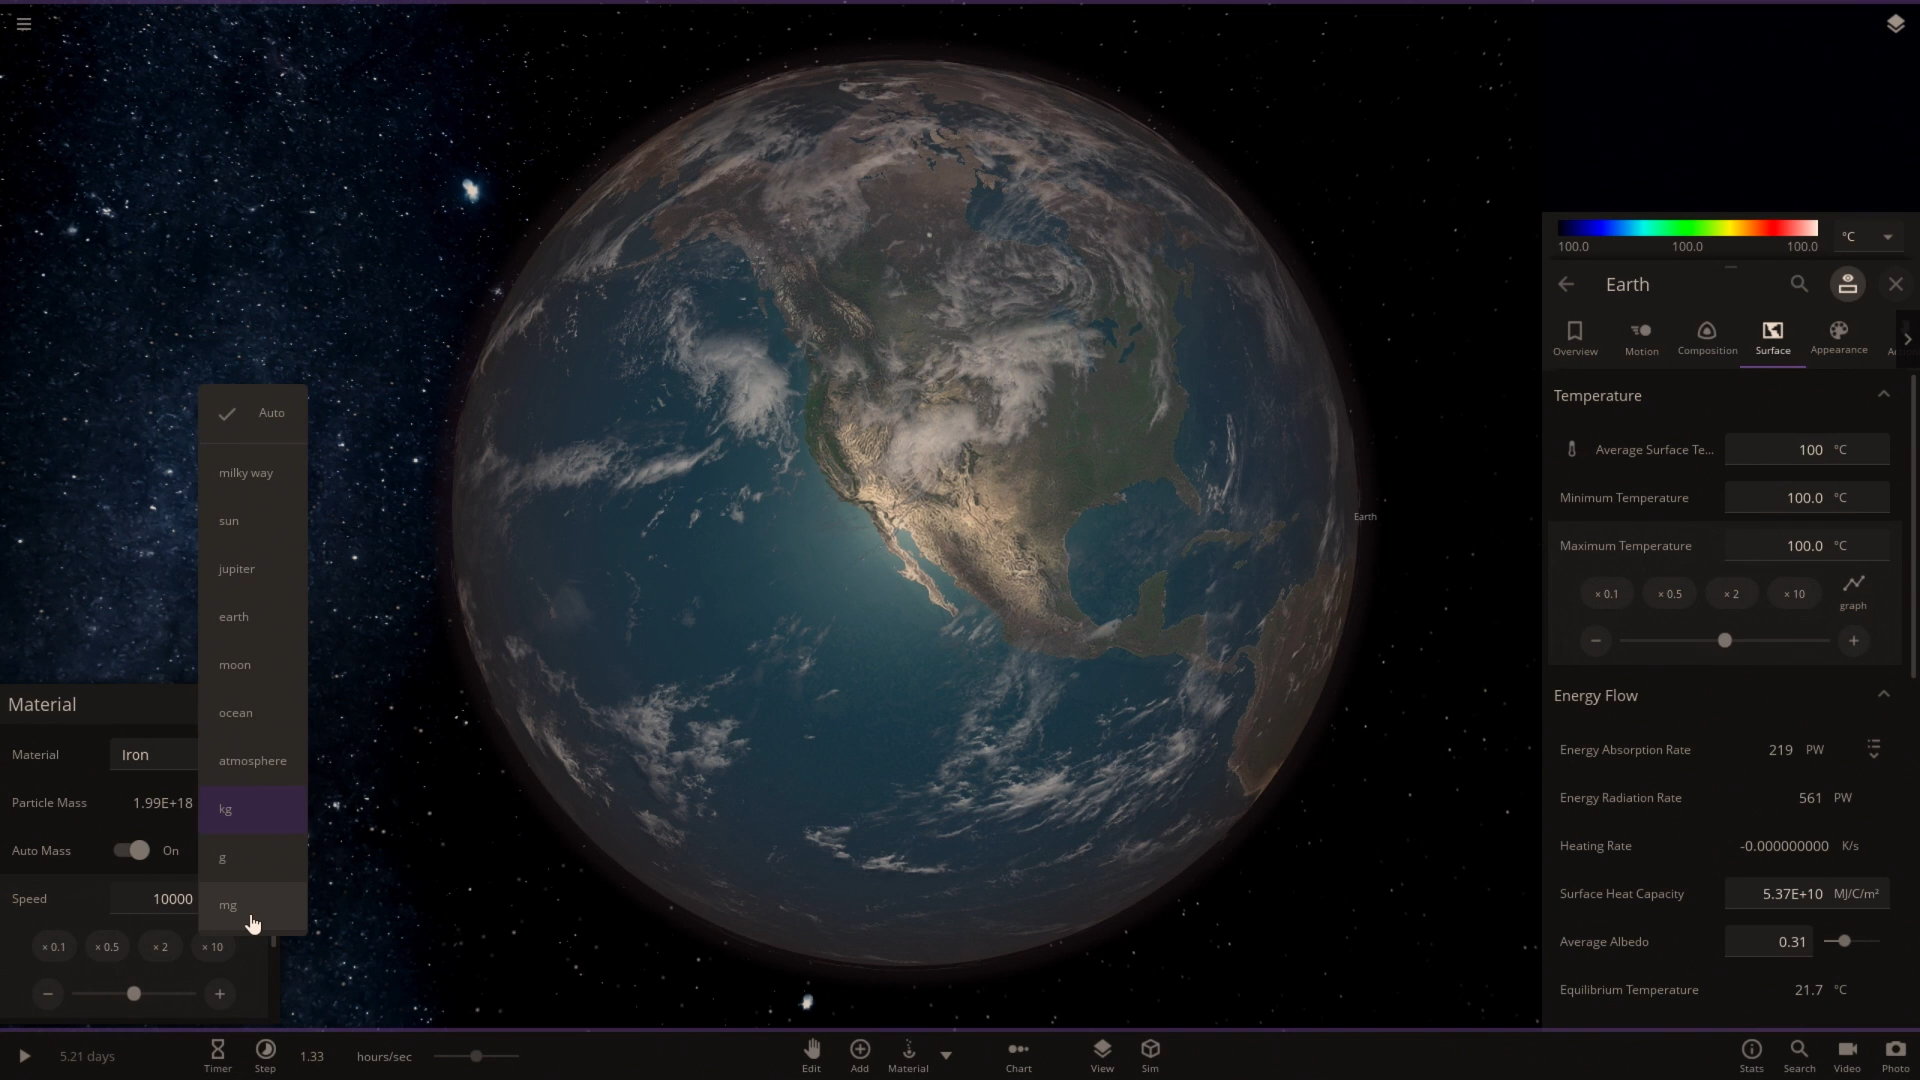 100.0 100.0 100.0 °C
Earth
Overview Motion Composition Surface Appearance
Temperature
Average Surface Te... 100 °C
Minimum Temperature 100.0 °C
Maximum Temperature 100.0 °C
× 0.1 × 0.5 × 2 × 10 graph
Energy Flow
Energy Absorption Rate 219 PW
Energy Radiation Rate 561 PW
Heating Rate -0.000000000 K/s
Surface Heat Capacity 5.37E+10 MJ/C/m²
Average Albedo 0.31
Equilibrium Temperature 21.7 °C
Earth
Auto
milky way
sun
jupiter
earth
moon
ocean
atmosphere
kg
g
mg
Material
Material Iron
Particle Mass 1.99E+18
Auto Mass On
Speed 10000
× 0.1 × 0.5 × 2 × 10
5.21 days Timer Step 1.33 hours/sec Edit Add Material Chart View Sim Stats Search Video Photo